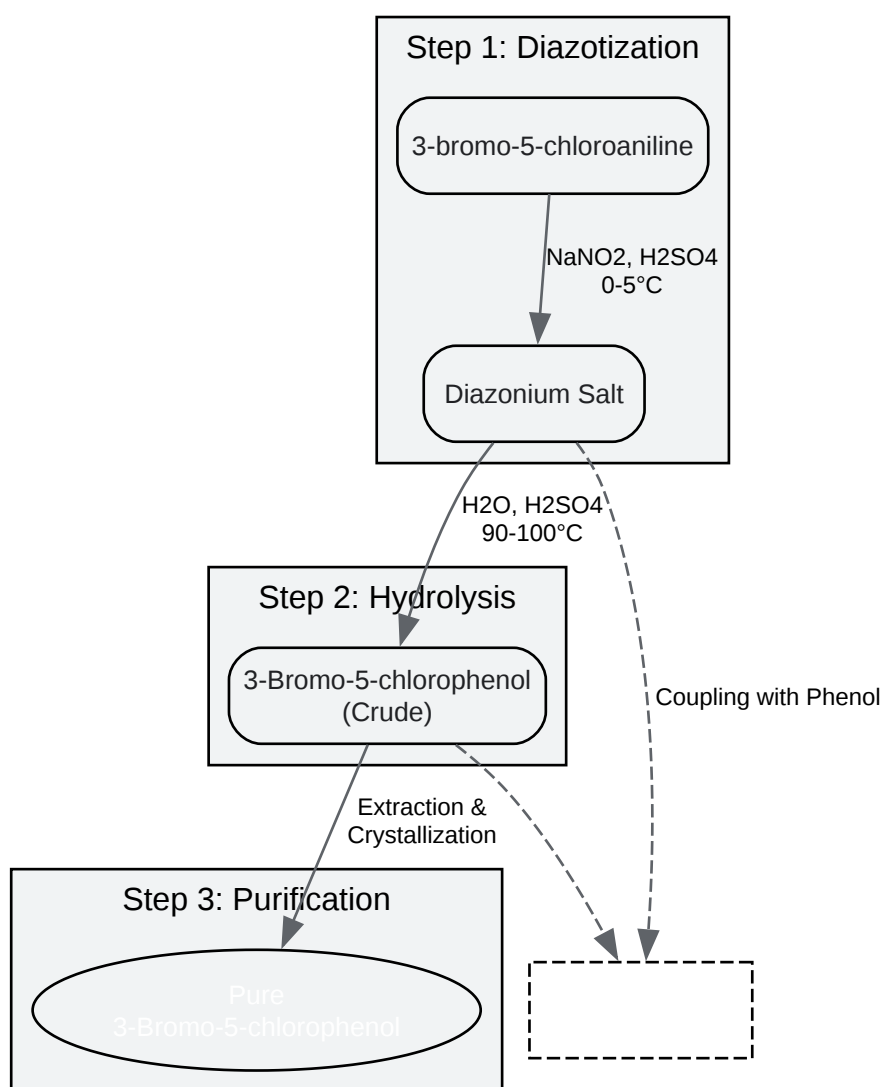 Step 1: Diazotization
3-bromo-5-chloroaniline
NaNO2, H2SO4
0-5°C
Diazonium Salt
H2O, H2SO4
90-100°C
Step 2: Hydrolysis
3-Bromo-5-chlorophenol
(Crude)
Coupling with Phenol
Extraction &
Crystallization
Step 3: Purification
Pure
3-Bromo-5-chlorophenol